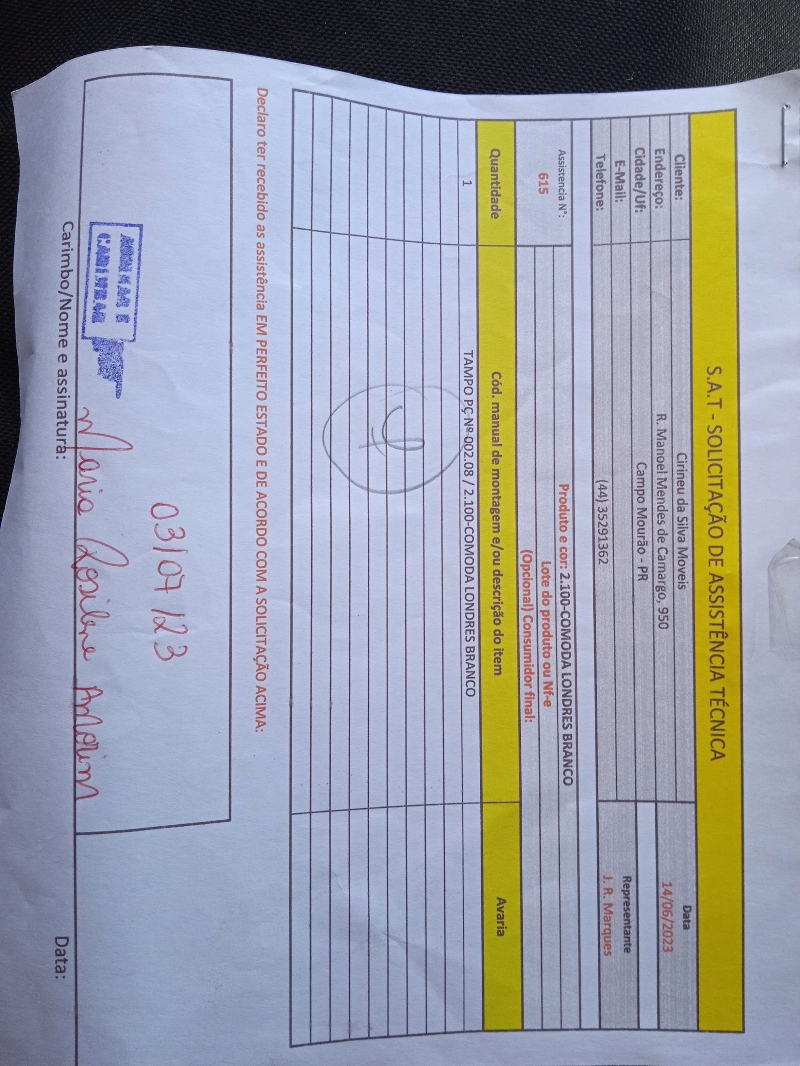 S.A.T - SOLICITAÇÃO DE ASSISTÊNCIA TÉCNICA
Cliente: Cirineu da Silva Moveis Data
Endereço: R. Manoel Mendes de Camargo, 950 14/06/2023
Cidade/Uf: Campo Mourão - PR
E-Mail: Representante
Telefone: (44) 35291362 J. R. Marques
Assistencia N°: Produto e cor: 2.100-COMODA LONDRES BRANCO
615 Lote do produto ou Nf-e
(Opcional) Consumidor final:
Quantidade Cód. manual de montagem e/ou descrição do item Avaria
1 TAMPO PÇ Nº 002.08 / 2.100-COMODA LONDRES BRANCO
Declaro ter recebido as assistência EM PERFEITO ESTADO E DE ACORDO COM A SOLICITAÇÃO ACIMA:
03/07/23
Maria Rosilene Amorim
Carimbo/Nome e assinatura: Data: